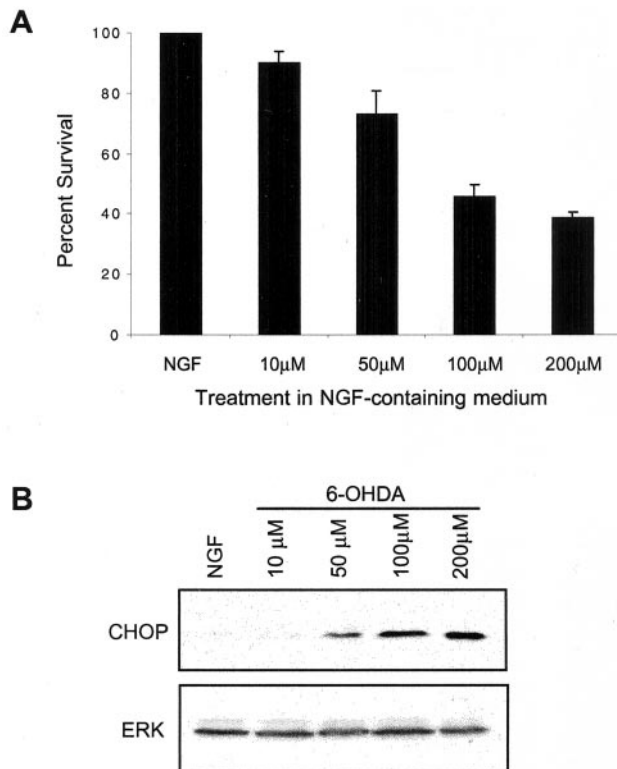 A
100
80
60
40
20
0
Percent Survival
NGF 10μM 50μM 100μM 200μM
Treatment in NGF-containing medium
B
6-OHDA
NGF 10 μM 50 μM 100μM 200μM
CHOP
ERK